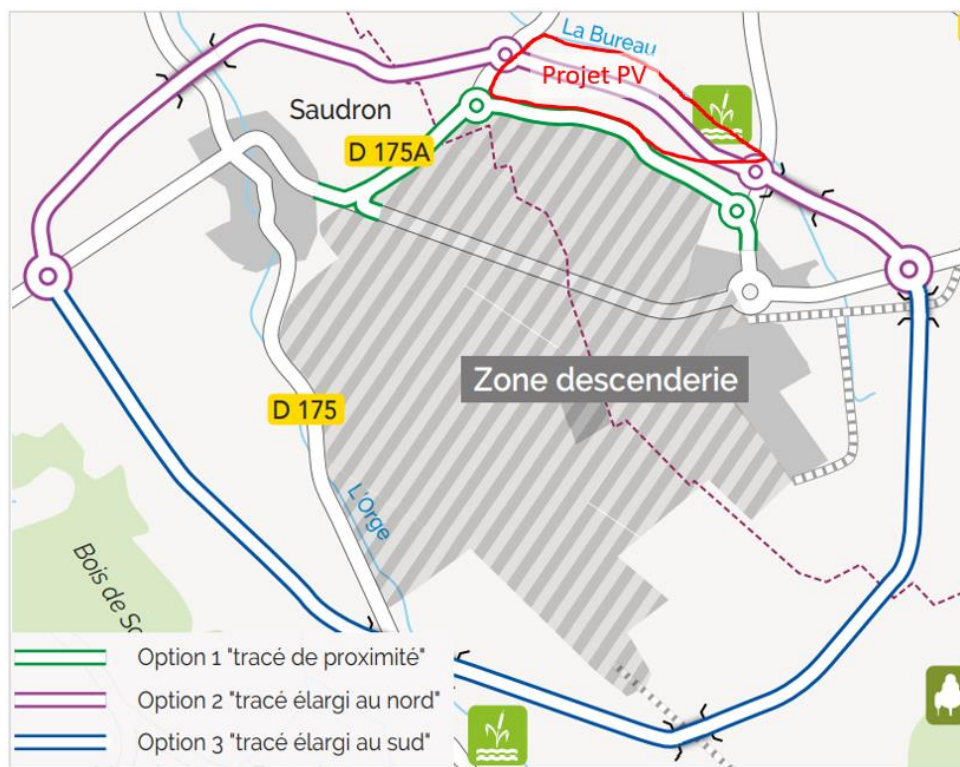 La Bureau
Projet PV
Saudron
D 175A
Zone descenderie
D 175
L'Orge
Bois de
Option 1 "tracé de proximité"
Option 2 "tracé élargi au nord"
Option 3 "tracé élargi au sud"